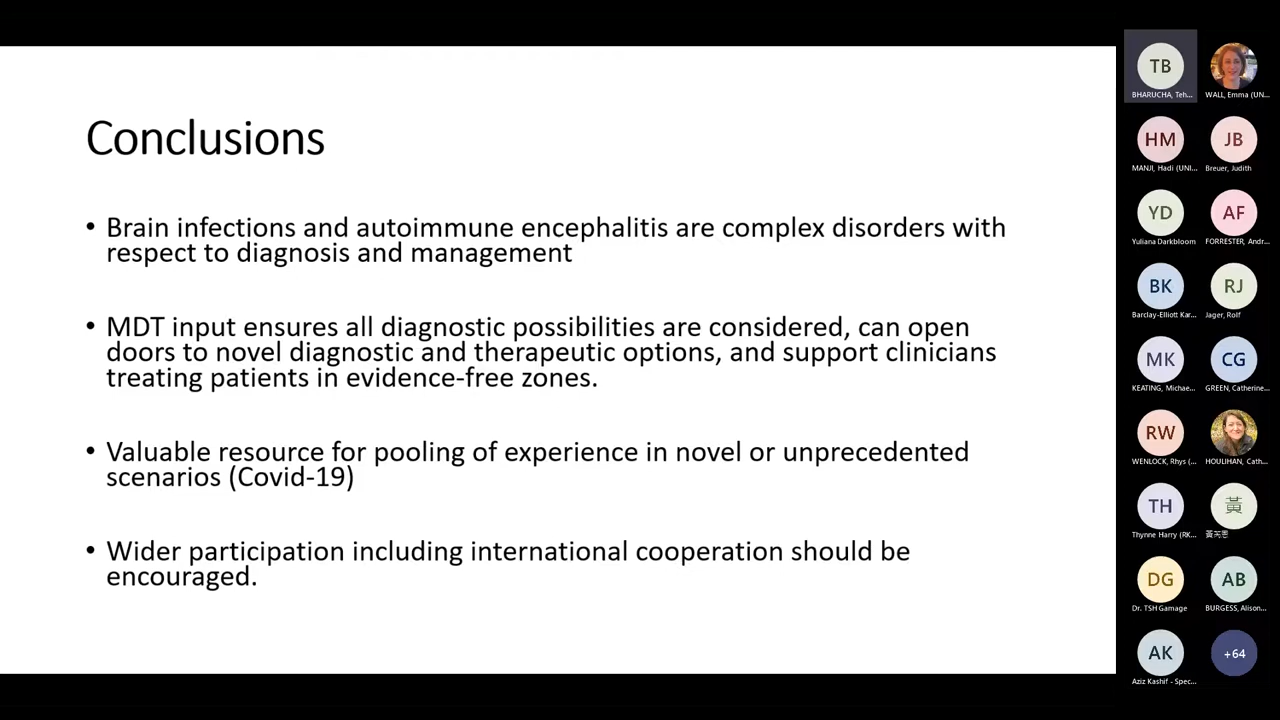 Conclusions
• Brain infections and autoimmune encephalitis are complex disorders with
respect to diagnosis and management
• MDT input ensures all diagnostic possibilities are considered, can open
doors to novel diagnostic and therapeutic options, and support clinicians
treating patients in evidence-free zones.
• Valuable resource for pooling of experience in novel or unprecedented
scenarios (Covid-19)
• Wider participation including international cooperation should be
encouraged.
TB
BHARUCHA, Teh...
WALL, Emma (UN...
HM
MANJI, Hadi (UNI...
JB
Breuer, Judith
YD
Yuliana Darkbloom
AF
FORRESTER, Andr...
BK
Barclay-Elliott Kar...
RJ
Jager, Rolf
MK
KEATING, Michae...
CG
GREEN, Catherine...
RW
WENLOCK, Rhys (...
HOULIHAN, Cath...
TH
Thynne Harry (RK...
黃
DG
Dr. TSH Gamage
AB
BURGESS, Alison...
AK
Aziz Kashif - Spec...
+64